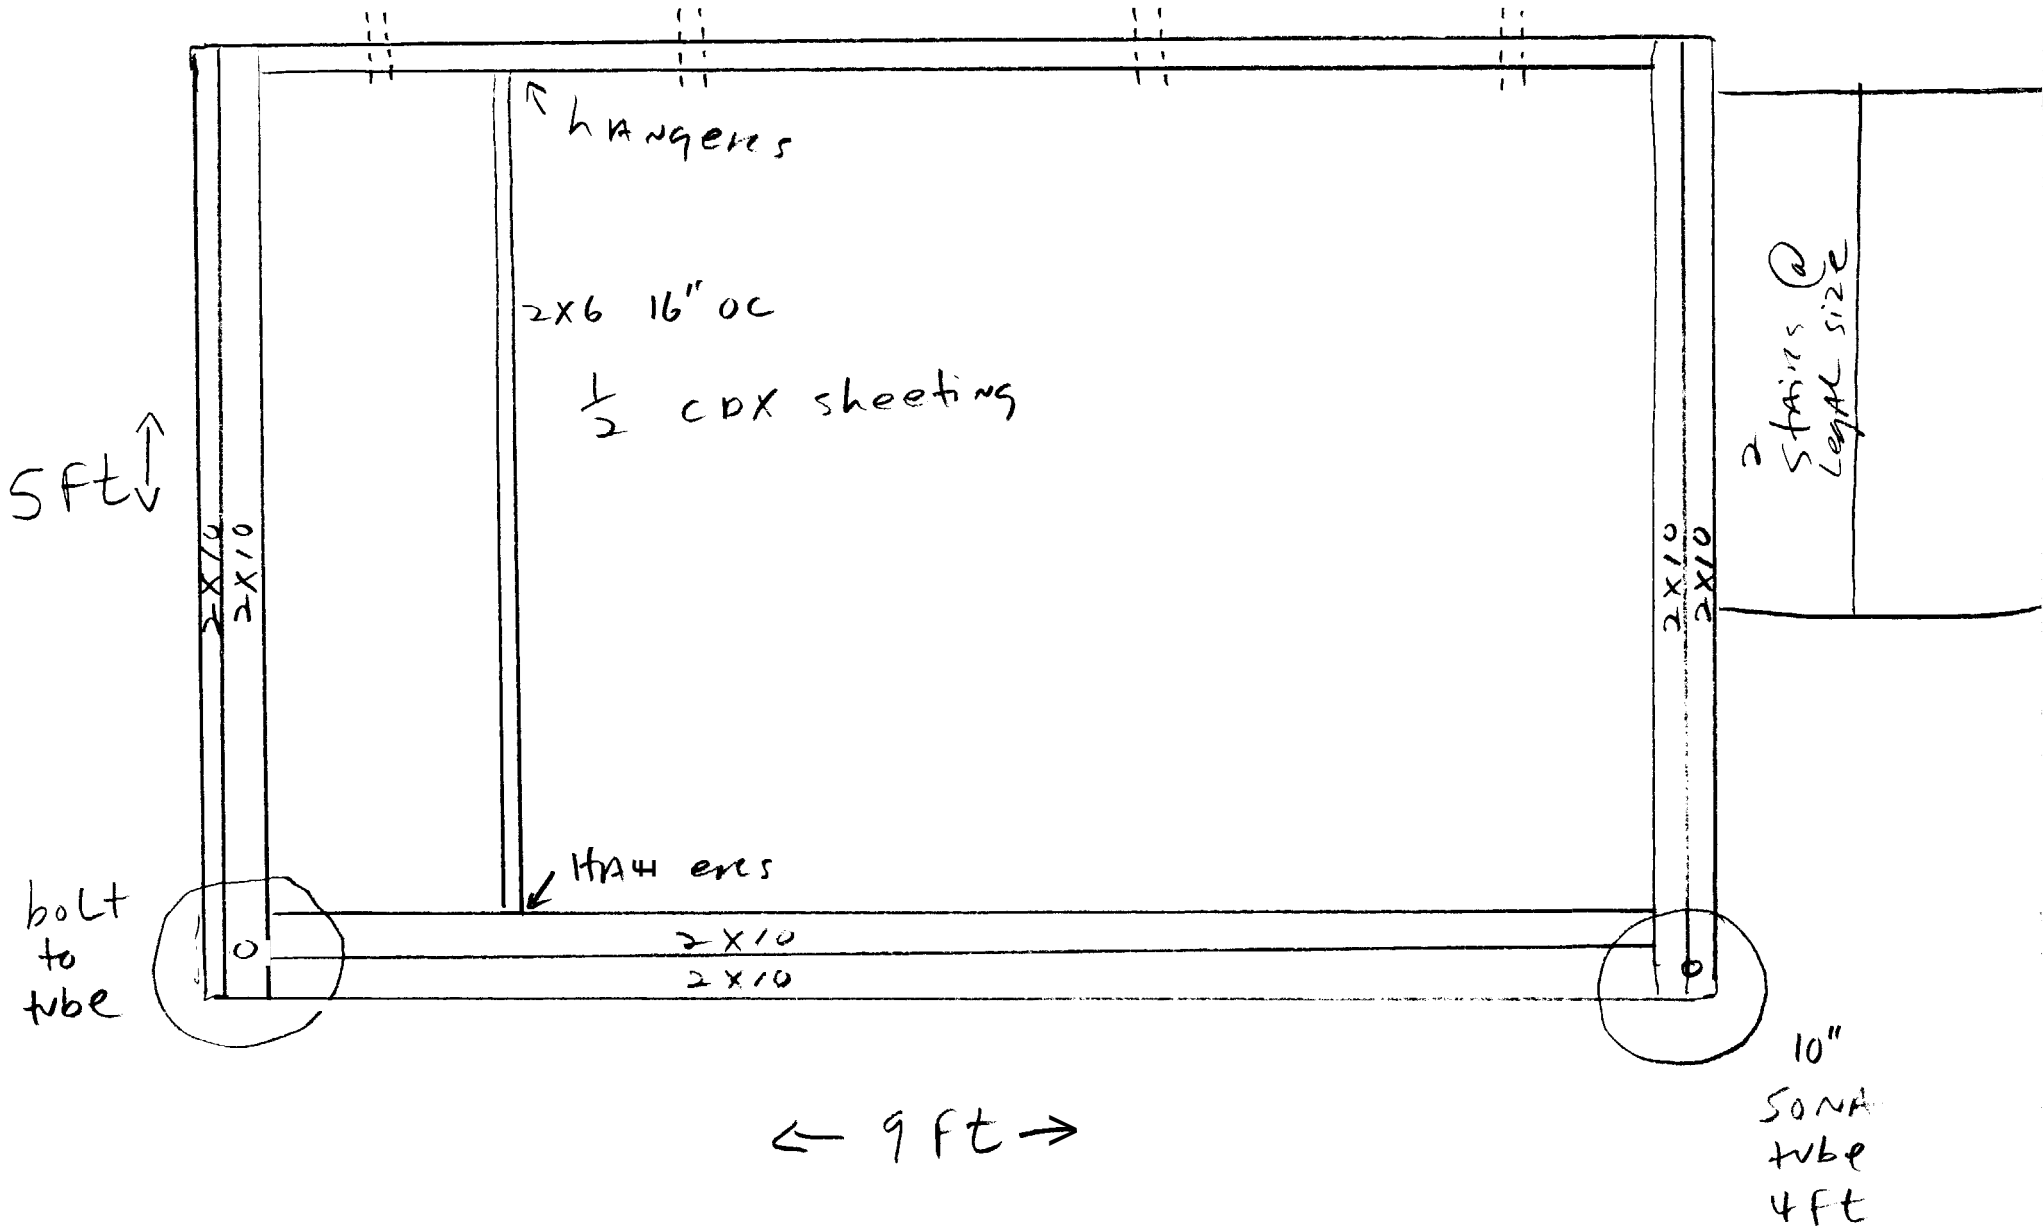 hangers
2x6 16" OC
1/2 CDX sheeting
5ft
2x10
2x10
2x10
2x10
2 stairs @
Legal size
bolt
to
tube
2x10
2x10
10"
SONA
tube
4ft
← 9ft →